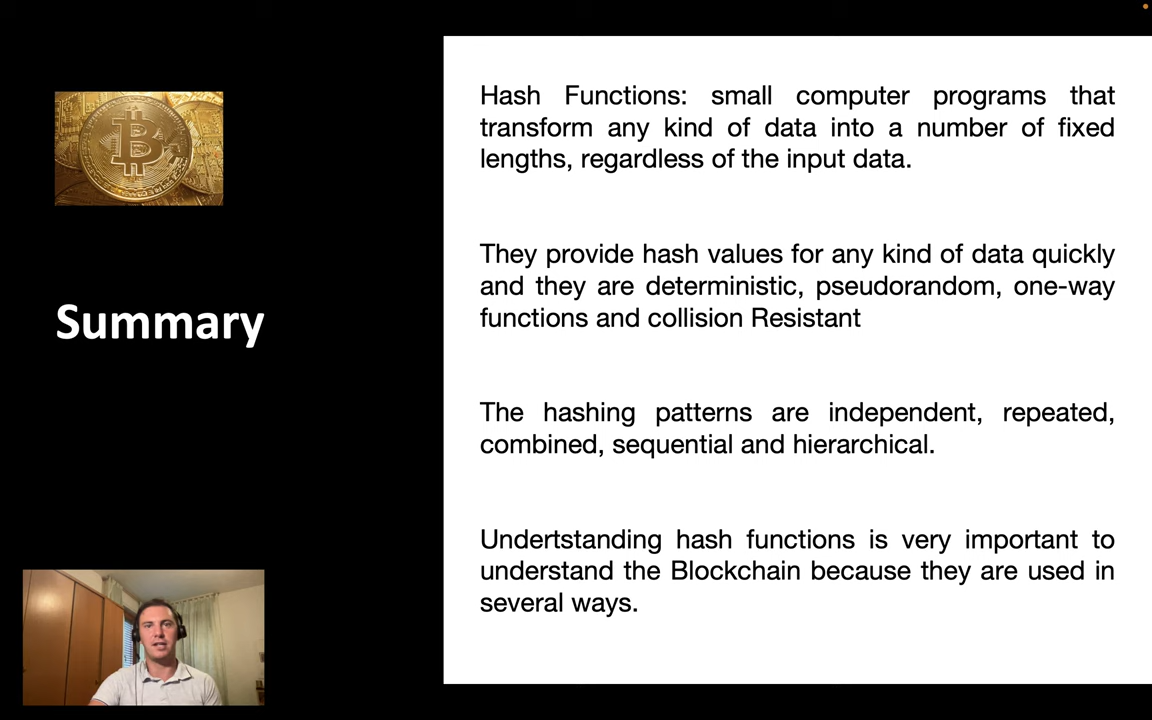 Summary
Hash Functions: small computer programs that
transform any kind of data into a number of fixed
lengths, regardless of the input data.
They provide hash values for any kind of data quickly
and they are deterministic, pseudorandom, one-way
functions and collision Resistant
The hashing patterns are independent, repeated,
combined, sequential and hierarchical.
Undertstanding hash functions is very important to
understand the Blockchain because they are used in
several ways.